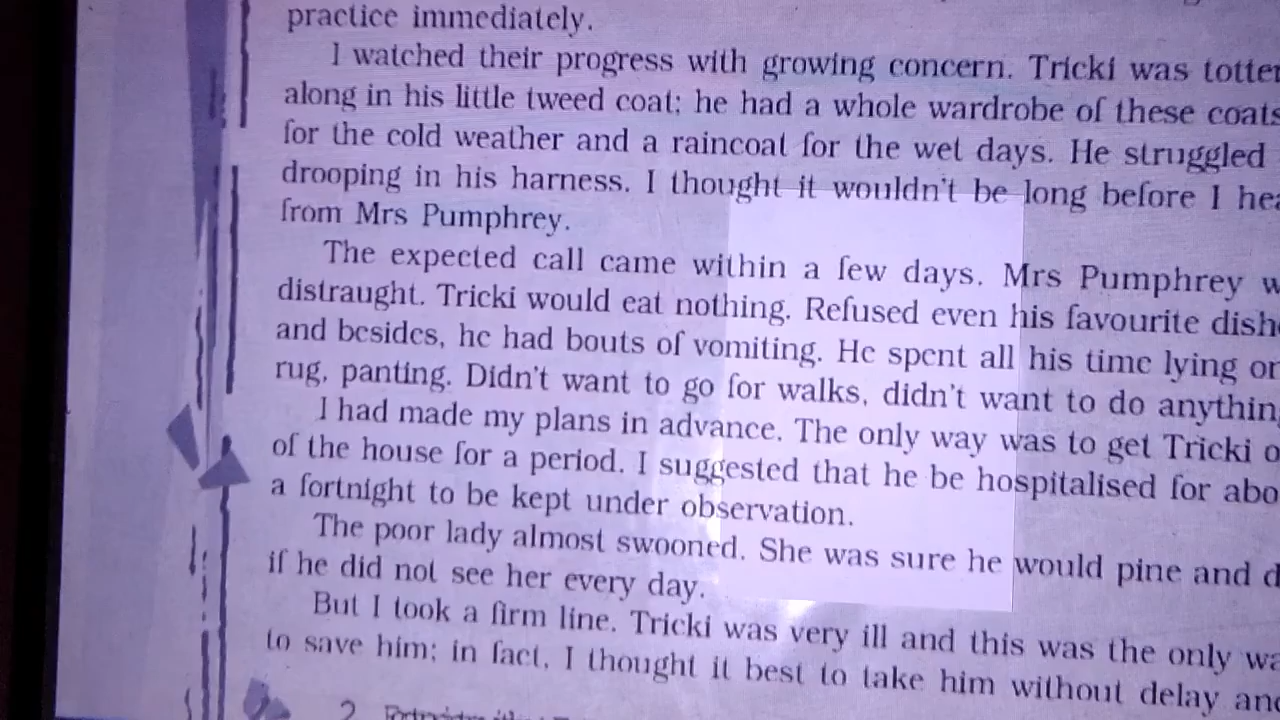 practice immediately.
I watched their progress with growing concern. Tricki was totter
along in his little tweed coat; he had a whole wardrobe of these coats
for the cold weather and a raincoat for the wet days. He struggled
drooping in his harness. I thought it wouldn't be long before I hea
from Mrs Pumphrey.
The expected call came within a few days. Mrs Pumphrey w
distraught. Tricki would eat nothing. Refused even his favourite dish
and besides, he had bouts of vomiting. He spent all his time lying on
rug, panting. Didn't want to go for walks, didn't want to do anythin
I had made my plans in advance. The only way was to get Tricki o
of the house for a period. I suggested that he be hospitalised for abo
a fortnight to be kept under observation.
The poor lady almost swooned. She was sure he would pine and d
if he did not see her every day.
But I took a firm line. Tricki was very ill and this was the only wa
to save him; in fact, I thought it best to take him without delay and
2